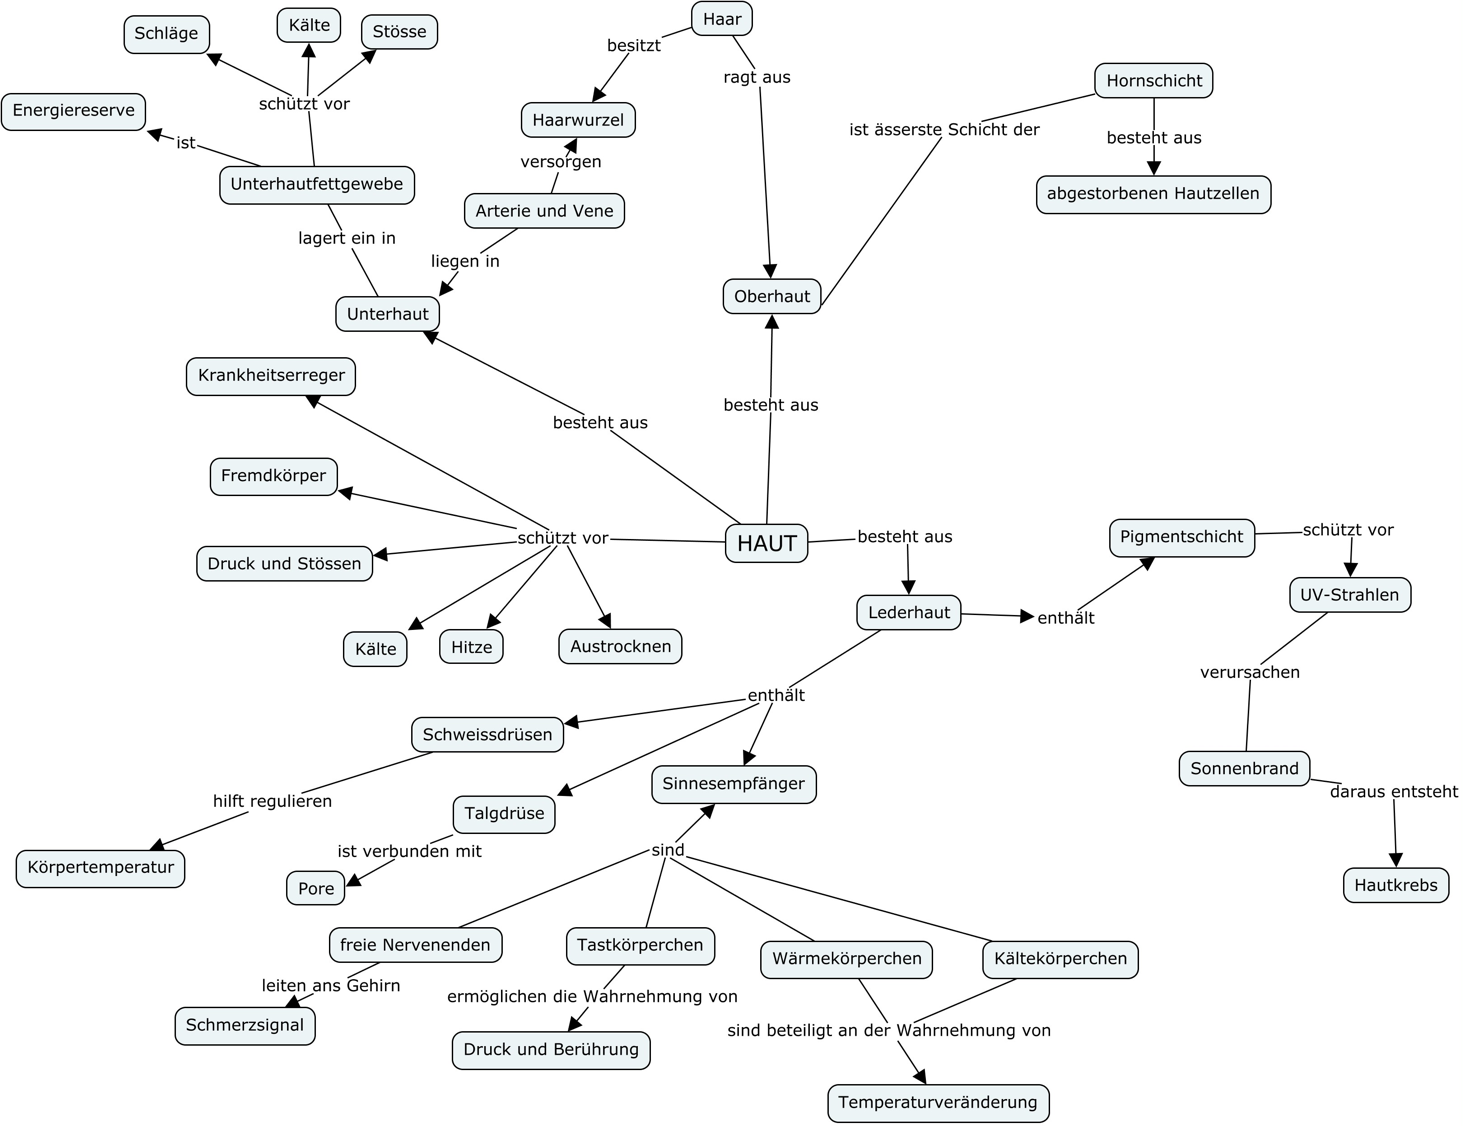 Haar
Kälte
Stösse
Schläge
besitzt
ragt aus
Hornschicht
schützt vor
Energiereserve
Haarwurzel
ist ässerste Schicht der
besteht aus
ist
versorgen
Unterhautfettgewebe
abgestorbenen Hautzellen
Arterie und Vene
lagert ein in
liegen in
Oberhaut
Unterhaut
Krankheitserreger
besteht aus
besteht aus
Fremdkörper
schützt vor
HAUT
besteht aus
Pigmentschicht
schützt vor
Druck und Stössen
UV-Strahlen
Lederhaut
enthält
Kälte
Hitze
Austrocknen
verursachen
enthält
Schweissdrüsen
Sonnenbrand
Sinnesempfänger
daraus entsteht
hilft regulieren
Talgdrüse
ist verbunden mit
sind
Körpertemperatur
Pore
Hautkrebs
freie Nervenenden
Tastkörperchen
Wärmekörperchen
Kältekörperchen
leiten ans Gehirn
ermöglichen die Wahrnehmung von
Schmerzsignal
sind beteiligt an der Wahrnehmung von
Druck und Berührung
Temperaturveränderung